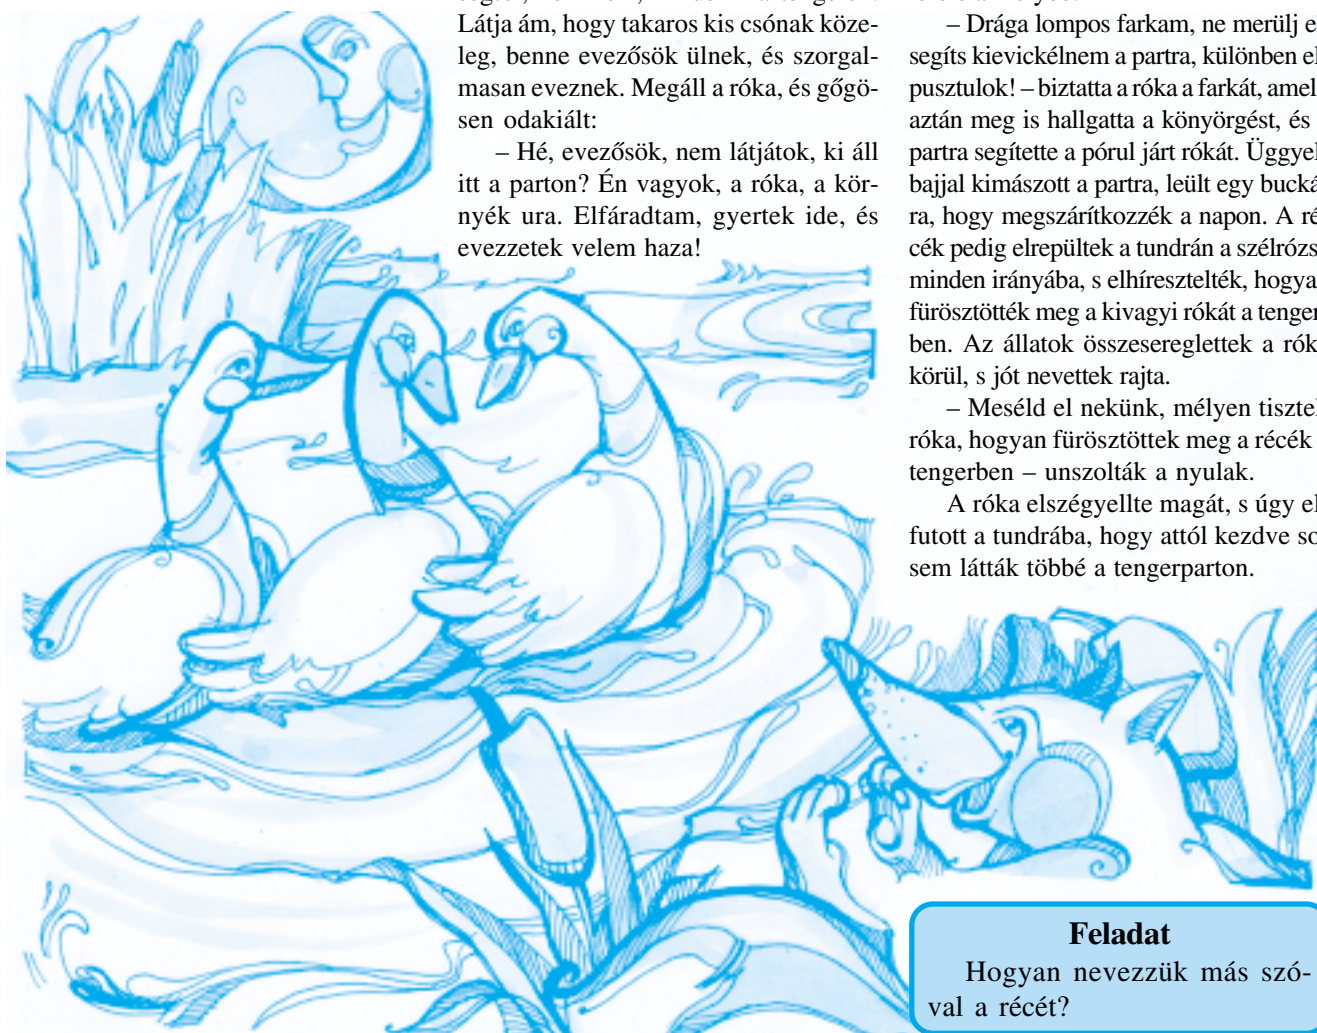 Látja ám, hogy takaros kis csónak köze-
leg, benne evezősök ülnek, és szorgal-
masan eveznek. Megáll a róka, és gőgö-
sen odakiált:
– Hé, evezősök, nem látjátok, ki áll
itt a parton? Én vagyok, a róka, a kör-
nyék ura. Elfáradtam, gyertek ide, és
evezzetek velem haza!
– Drága lompos farkam, ne merülj e
segíts kievickélnem a partra, különben el
pusztulok! – biztatta a róka a farkát, amel
aztán meg is hallgatta a könyörgést, és
partra segítette a pórul járt rókát. Üggyel
bajjal kimászott a partra, leült egy bucká
ra, hogy megszárítkozzék a napon. A ré
cék pedig elrepültek a tundrán a szélrózs
minden irányába, s elhíresztelték, hogya
fürösztötték meg a kivagyi rókát a tenger
ben. Az állatok összesereglettek a rók
körül, s jót nevettek rajta.
– Meséld el nekünk, mélyen tisztel
róka, hogyan fürösztöttek meg a récék
tengerben – unszolták a nyulak.
A róka elszégyellte magát, s úgy el
futott a tundrába, hogy attól kezdve so
sem látták többé a tengerparton.
Feladat
Hogyan nevezzük más szó-
val a récét?